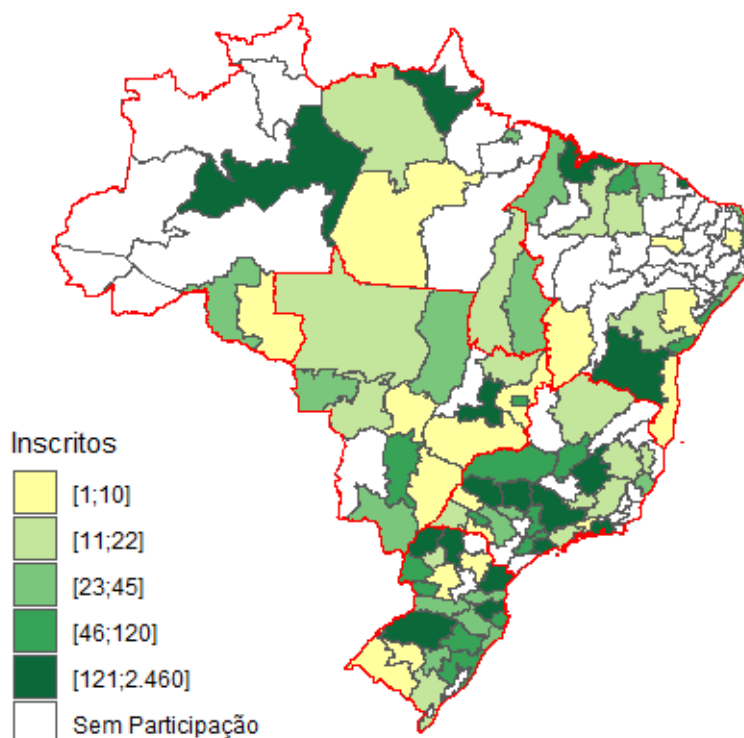 Inscritos
[1;10]
[11;22]
[23;45]
[46;120]
[121;2.460]
Sem Participação